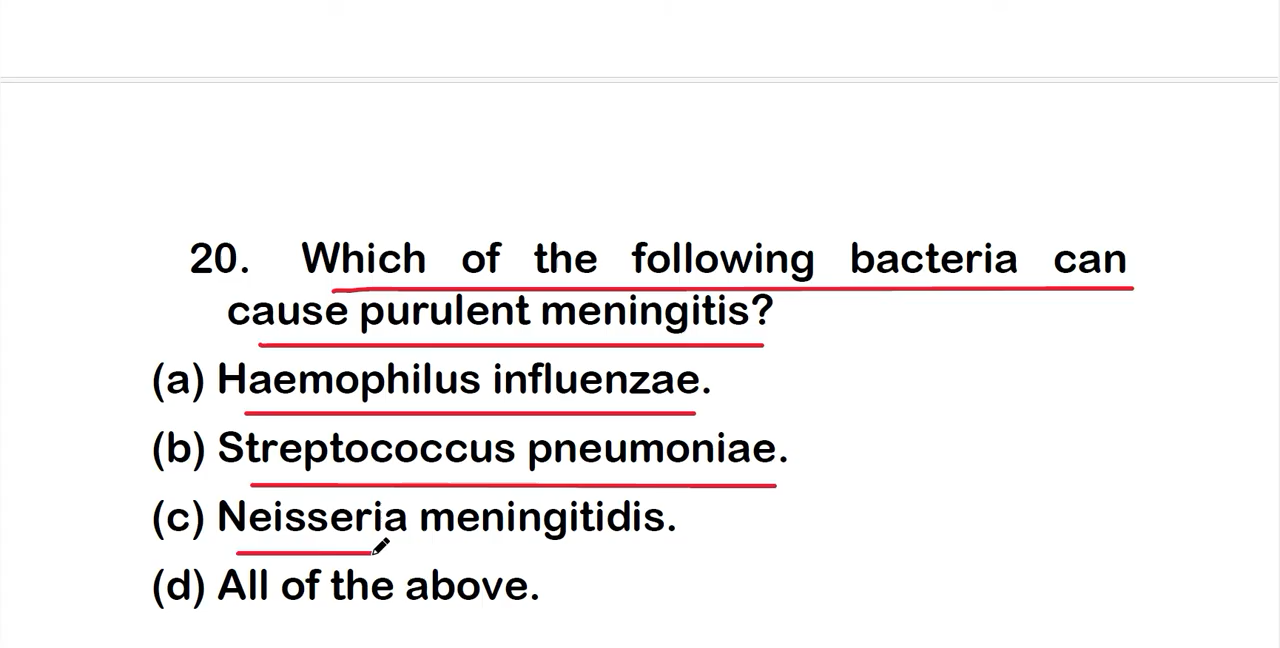 20. Which of the following bacteria can
cause purulent meningitis?
(a) Haemophilus influenzae.
(b) Streptococcus pneumoniae.
(c) Neisseria meningitidis.
(d) All of the above.